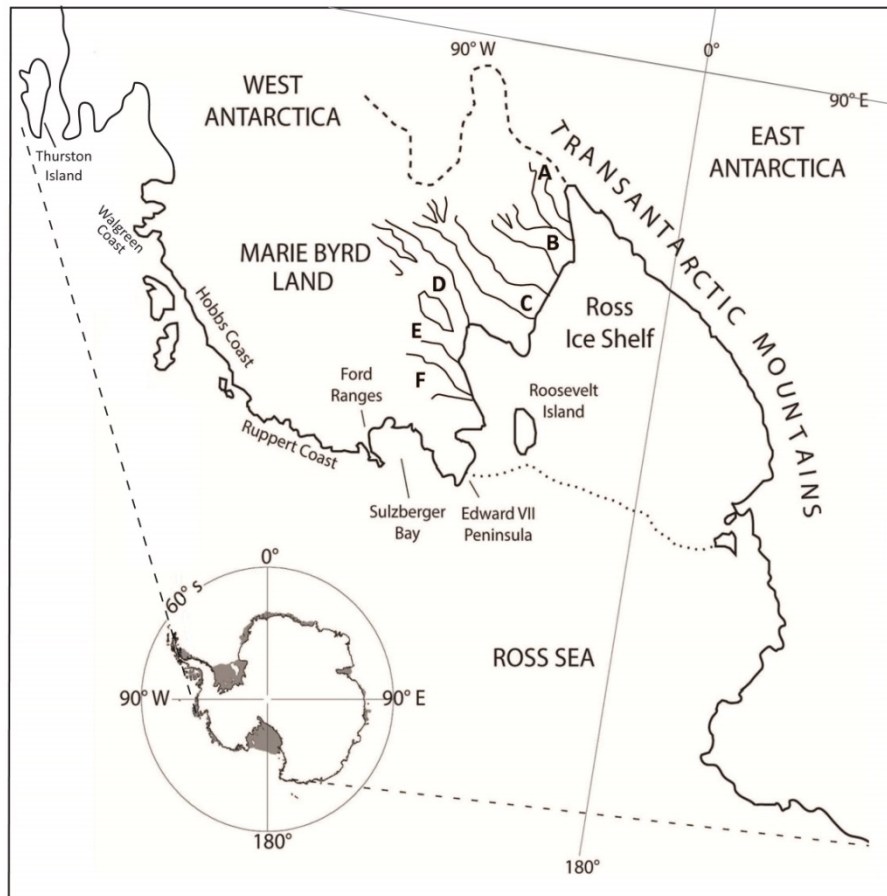 90° W
0°
90° E
WEST
ANTARCTICA
EAST
ANTARCTICA
Thurston
Island
TRANSANTARCTIC MOUNTAINS
A
Walgreen
Coast
B
MARIE BYRD
LAND
D
C
Ross
Ice Shelf
Hobbs Coast
E
F
Ford
Ranges
Roosevelt
Island
Ruppert Coast
Sulzberger
Bay
Edward VII
Peninsula
0°
60° s
ROSS SEA
90° W
90° E
180°
180°